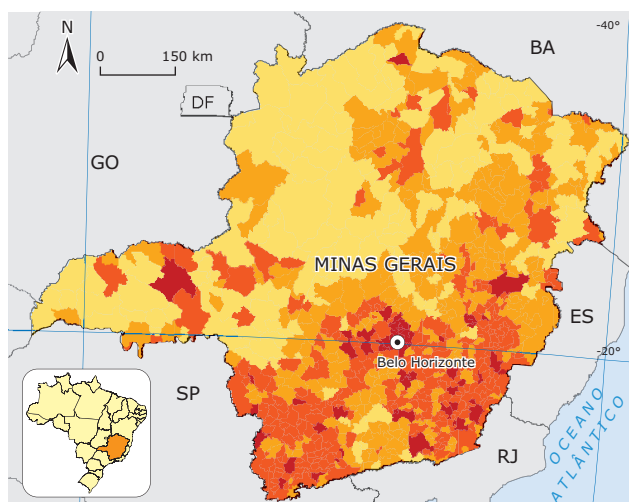 N
0 150 km
-40°
BA
DF
GO
MINAS GERAIS
ES
Belo Horizonte
-20°
SP
RJ
OCEANO
ATLÂNTICO